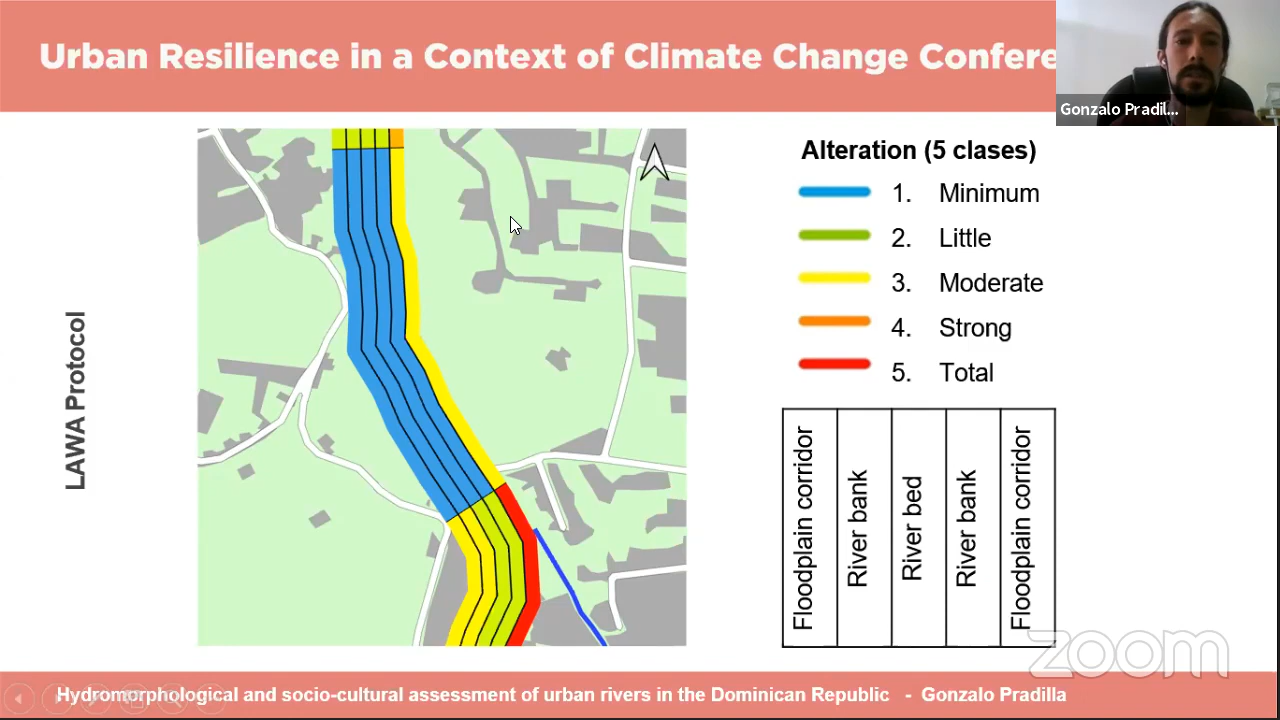 Urban Resilience in a Context of Climate Change Confere
Gonzalo Pradil...
Alteration (5 clases)
1. Minimum
2. Little
3. Moderate
4. Strong
5. Total
LAWA Protocol
Floodplain corridor
River bank
River bed
River bank
Floodplain corridor
zoom
Hydromorphological and socio-cultural assessment of urban rivers in the Dominican Republic - Gonzalo Pradilla